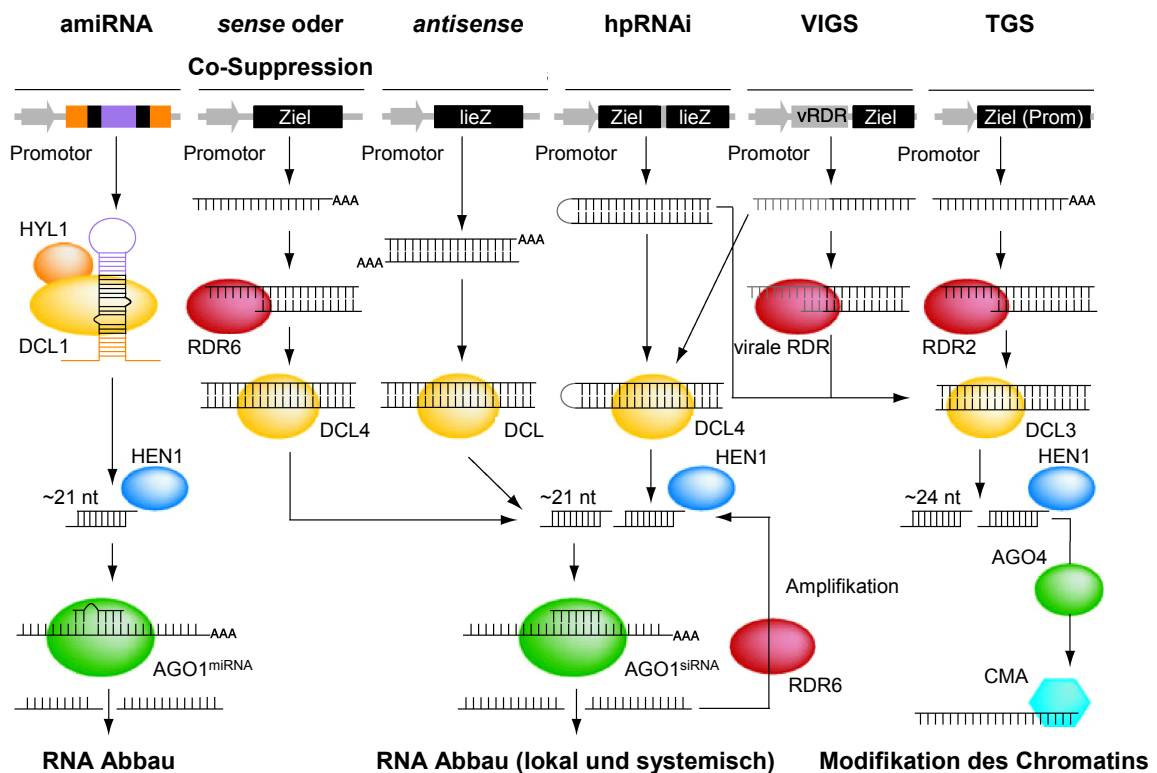 amiRNA
sense oder
Co-Suppression
antisense
hpRNAi
VIGS
TGS
Ziel
lieZ
Ziel
lieZ
vRDR
Ziel
Ziel (Prom)
Promotor
Promotor
Promotor
Promotor
Promotor
AAA
AAA
AAA
AAA
HYL1
DCL1
RDR6
virale RDR
RDR2
DCL4
DCL
DCL4
DCL3
HEN1
HEN1
HEN1
~21 nt
~21 nt
~24 nt
AGO4
Amplifikation
AAA
AAA
AGO1miRNA
AGO1siRNA
RDR6
CMA
RNA Abbau
RNA Abbau (lokal und systemisch)
Modifikation des Chromatins